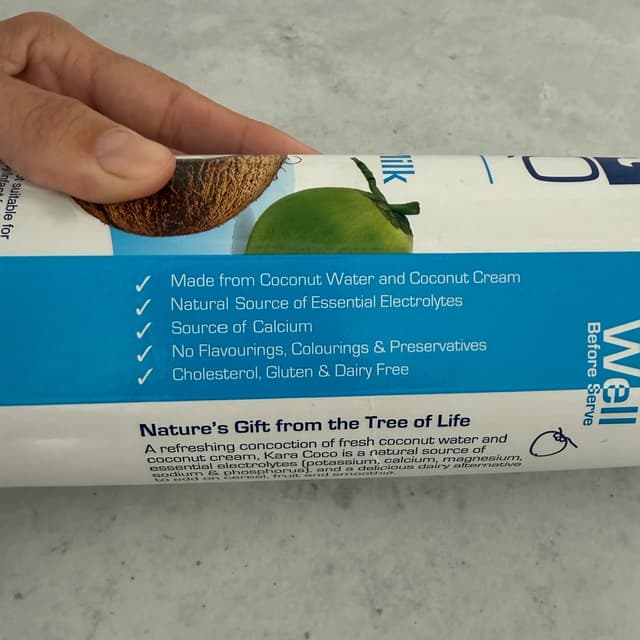 Made from Coconut Water and Coconut Cream
Natural Source of Essential Electrolytes
Source of Calcium
No Flavourings, Colourings & Preservatives
Cholesterol, Gluten & Dairy Free
Nature's Gift from the Tree of Life
A refreshing concoction of fresh coconut water and
coconut cream, Kara Coco is a natural source of
essential electrolytes (potassium, calcium, magnesium,
sodium & phosphorus), and a delicious dairy alternative
to add on cereal, fruit and smoothie.
Well
Before Serve
suitable for